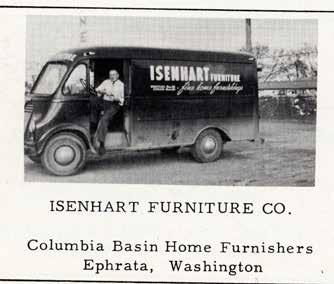 ISENHART FURNITURE
fine home furnishings
ISENHART FURNITURE CO.
Columbia Basin Home Furnishers
Ephrata, Washington